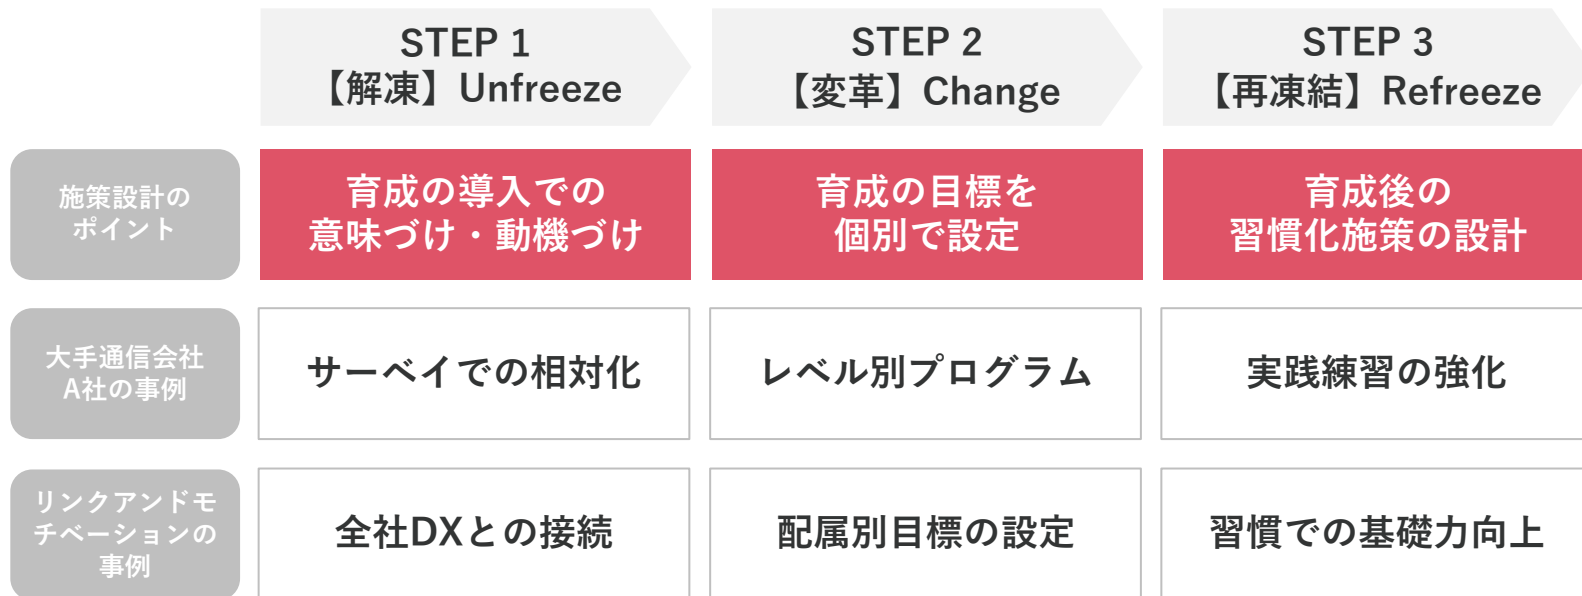 STEP 1
【解凍】Unfreeze
STEP 2
【変革】Change
STEP 3
【再凍結】Refreeze
施策設計の
ポイント
育成の導入での
意味づけ・動機づけ
育成の目標を
個別で設定
育成後の
習慣化施策の設計
大手通信会社
A社の事例
サーベイでの相対化
レベル別プログラム
実践練習の強化
リンクアンドモ
チベーションの
事例
全社DXとの接続
配属別目標の設定
習慣での基礎力向上